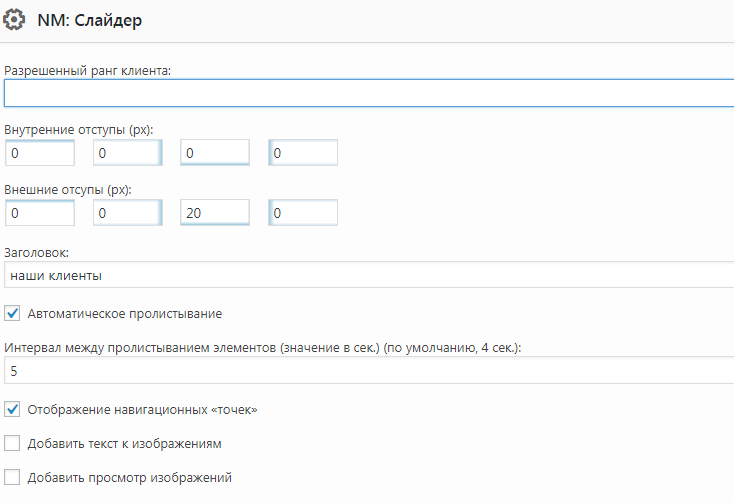 NM: Слайдер
Разрешенный ранг клиента:
Внутренние отступы (px):
0 0 0 0
Внешние отсупы (px):
0 0 20 0
Заголовок:
наши клиенты
Автоматическое пролистывание
Интервал между пролистыванием элементов (значение в сек.) (по умолчанию, 4 сек.):
5
Отображение навигационных «точек»
Добавить текст к изображениям
Добавить просмотр изображений